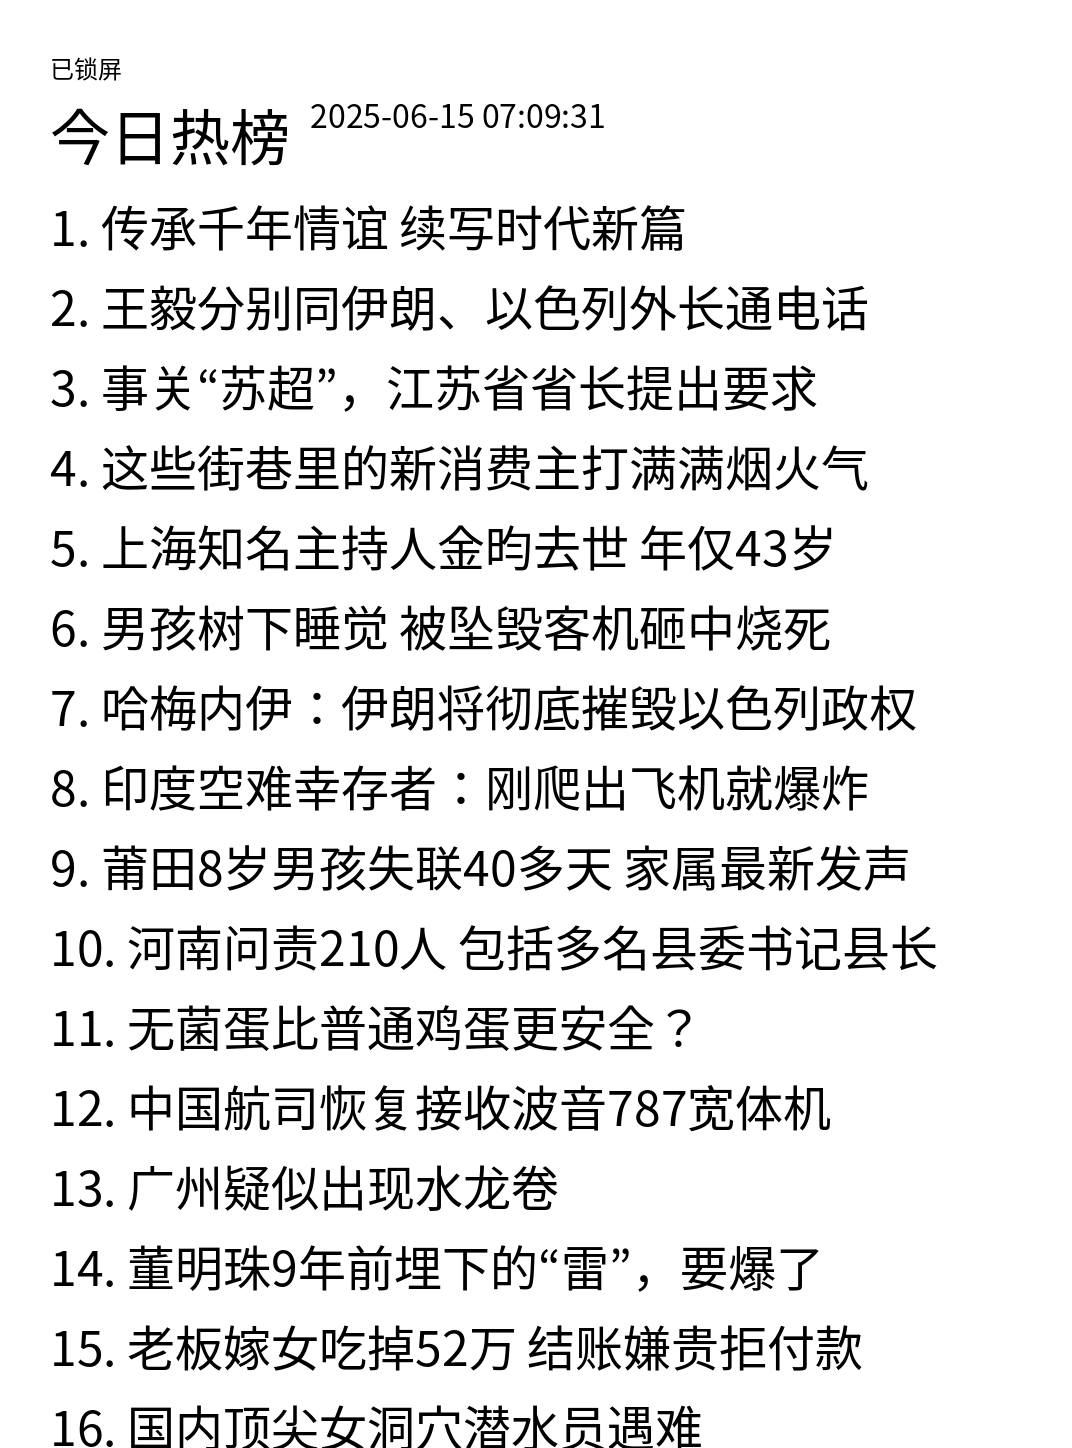 已锁屏
今日热榜 2025-06-15 07:09:31
1. 传承千年情谊 续写时代新篇
2. 王毅分别同伊朗、以色列外长通电话
3. 事关“苏超”，江苏省省长提出要求
4. 这些街巷里的新消费主打满满烟火气
5. 上海知名主持人金昀去世 年仅43岁
6. 男孩树下睡觉 被坠毁客机砸中烧死
7. 哈梅内伊：伊朗将彻底摧毁以色列政权
8. 印度空难幸存者：刚爬出飞机就爆炸
9. 莆田8岁男孩失联40多天 家属最新发声
10. 河南问责210人 包括多名县委书记县长
11. 无菌蛋比普通鸡蛋更安全？
12. 中国航司恢复接收波音787宽体机
13. 广州疑似出现水龙卷
14. 董明珠9年前埋下的“雷”，要爆了
15. 老板嫁女吃掉52万 结账嫌贵拒付款
16. 国内顶尖女洞穴潜水员遇难